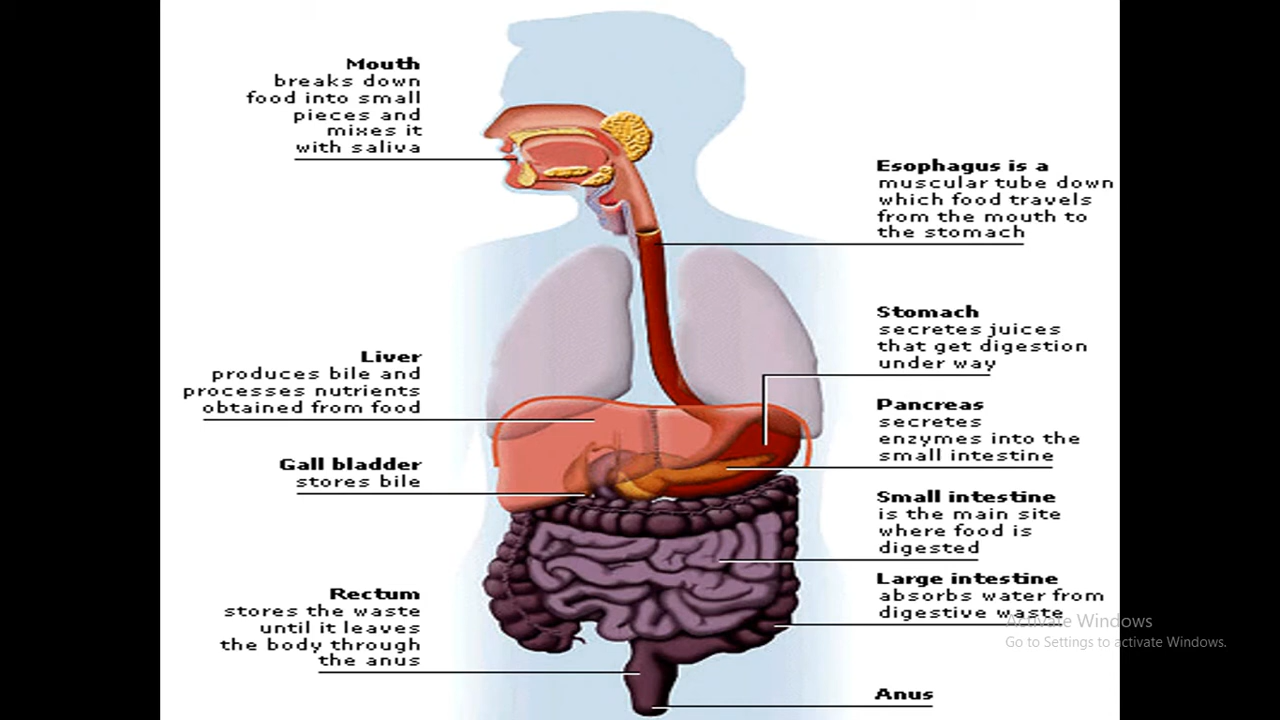 Mouth
breaks down
food into small
pieces and
mixes it
with saliva
Esophagus is a
muscular tube down
which food travels
from the mouth to
the stomach
Stomach
secretes juices
that get digestion
under way
Liver
produces bile and
processes nutrients
obtained from food
Pancreas
secretes
enzymes into the
small intestine
Gall bladder
stores bile
Small intestine
is the main site
where food is
digested
Large intestine
absorbs water from
digestive waste
Rectum
stores the waste
until it leaves
the body through
the anus
Activate Windows
Go to Settings to activate Windows.
Anus